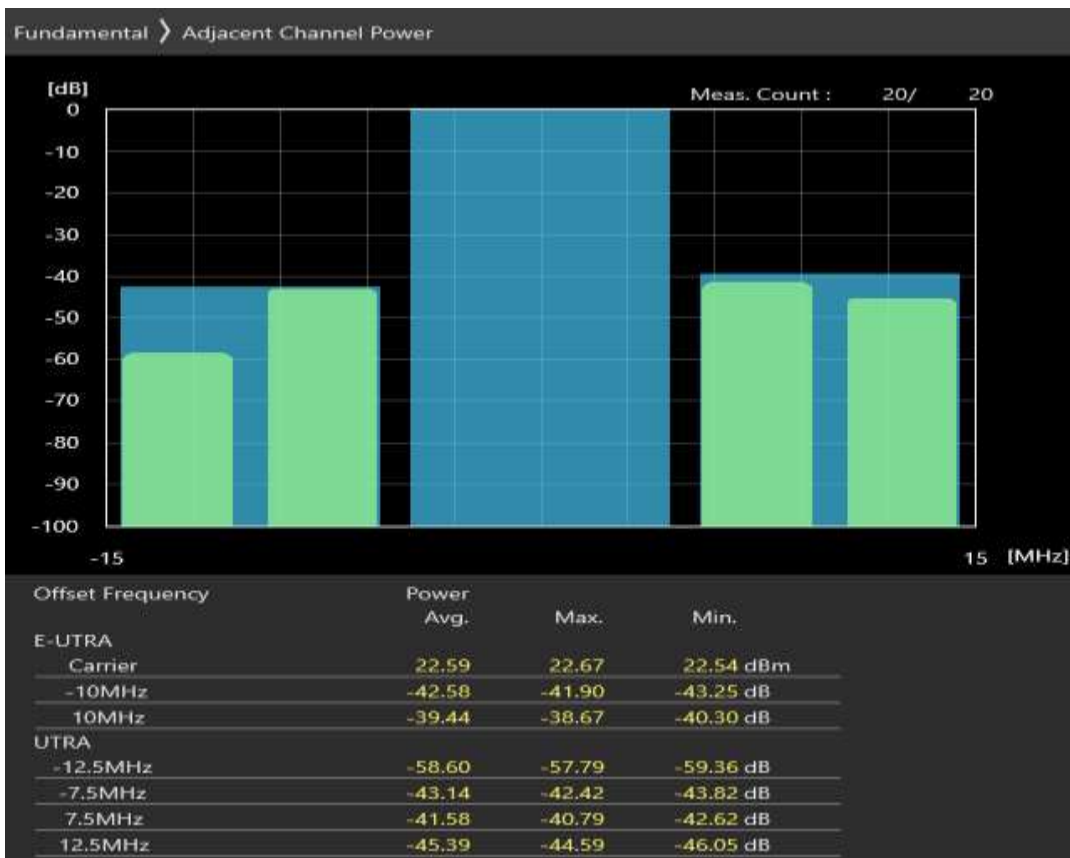 Fundamental ❯ Adjacent Channel Power
[dB]
Meas. Count : 20/ 20
0
-10
-20
-30
-40
-50
-60
-70
-80
-90
-100
-15 15 [MHz]
Offset Frequency Power
Avg. Max. Min.
E-UTRA
Carrier 22.59 22.67 22.54 dBm
-10MHz -42.58 -41.90 -43.25 dB
10MHz -39.44 -38.67 -40.30 dB
UTRA
-12.5MHz -58.60 -57.79 -59.36 dB
-7.5MHz -43.14 -42.42 -43.82 dB
7.5MHz -41.58 -40.79 -42.62 dB
12.5MHz -45.39 -44.59 -46.05 dB